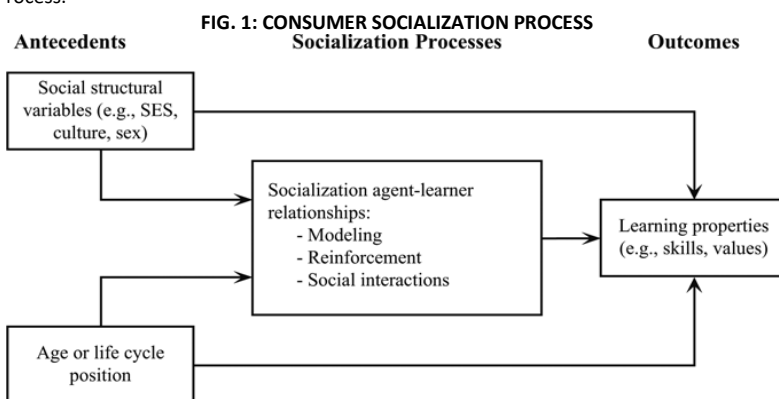 FIG. 1: CONSUMER SOCIALIZATION PROCESS
Antecedents Socialization Processes Outcomes
Social structural
variables (e.g., SES,
culture, sex)
Socialization agent-learner
relationships:
- Modeling
- Reinforcement
- Social interactions
Learning properties
(e.g., skills, values)
Age or life cycle
position